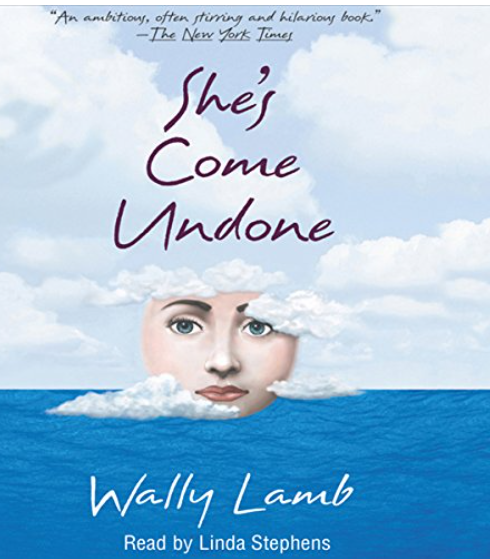 “An ambitious, often stirring and hilarious book.”
—The New York Times
She's
Come
Undone
Wally Lamb
Read by Linda Stephens